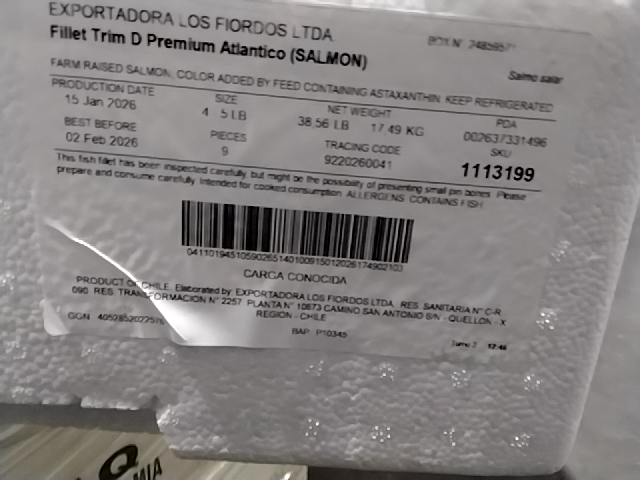 EXPORTADORA LOS FIORDOS LTDA.
Fillet Trim D Premium Atlantico (SALMON)
BOX N°
Salmo salar
FARM RAISED SALMON, COLOR ADDED BY FEED CONTAINING ASTAXANTHIN. KEEP REFRIGERATED
PRODUCTION DATE SIZE NET WEIGHT PDA
15 Jan 2026 4 5 LB 38.56 LB 17.49 KG 002637331496
BEST BEFORE PIECES TRACING CODE SKU
02 Feb 2026 9 9220260041 1113199
This fish fillet has been inspected carefully, but might be the possibility of presenting small pin bones. Please
prepare and consume carefully. Intended for cooked consumption. ALLERGENS: CONTAINS FISH
CARGA CONOCIDA
PRODUCT OF CHILE. Elaborated by: EXPORTADORA LOS FIORDOS LTDA. RES. SANITARIA N° C-R
090. RES. TRANSFORMACION N° 2257 PLANTA N° 10673 CAMINO SAN ANTONIO S/N - QUELLON - X
REGION - CHILE
GGN:
BAP: P10345
Q
MIA